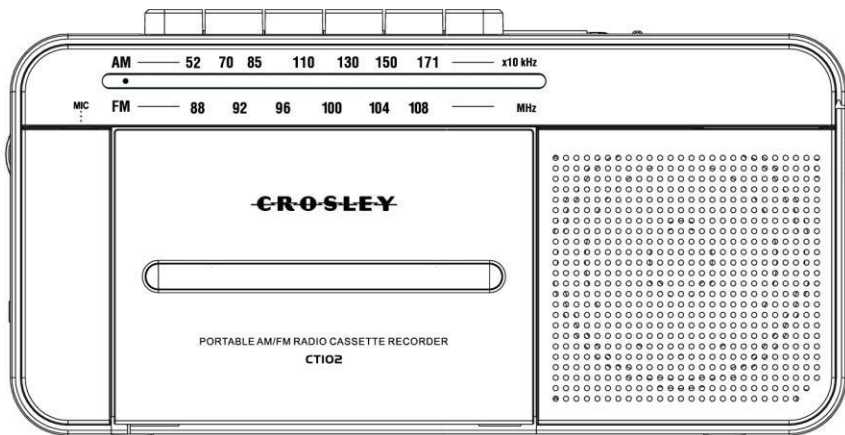 AM 52 70 85 110 130 150 171 x10 kHz
MIC
FM 88 92 96 100 104 108 MHz
CROSLEY
PORTABLE AM/FM RADIO CASSETTE RECORDER
CT102